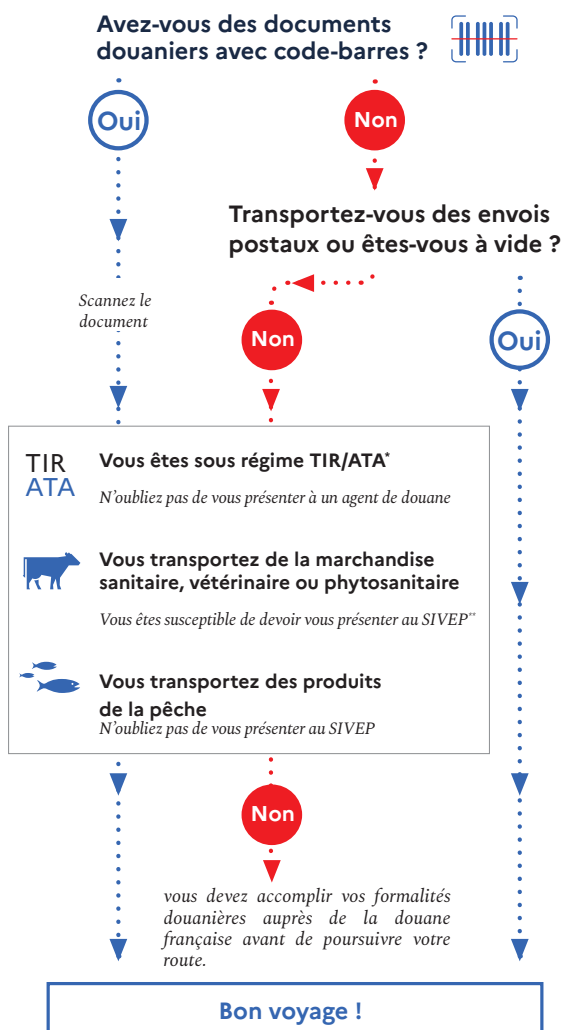 Avez-vous des documents
douaniers avec code-barres ?
Oui
Non
Transportez-vous des envois
postaux ou êtes-vous à vide ?
Scannez le
document
Non
Oui
TIR
ATA
Vous êtes sous régime TIR/ATA*
N'oubliez pas de vous présenter à un agent de douane
Vous transportez de la marchandise
sanitaire, vétérinaire ou phytosanitaire
Vous êtes susceptible de devoir vous présenter au SIVEP**
Vous transportez des produits
de la pêche
N'oubliez pas de vous présenter au SIVEP
Non
vous devez accomplir vos formalités
douanières auprès de la douane
française avant de poursuivre votre
route.
Bon voyage !